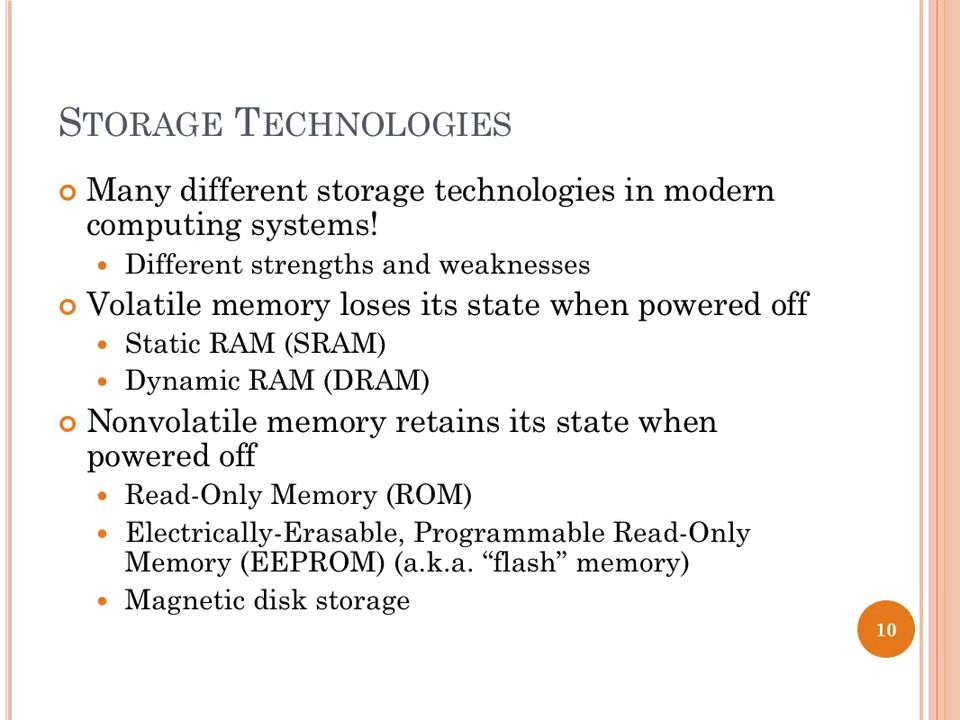 STORAGE TECHNOLOGIES
Many different storage technologies in modern
computing systems!
Different strengths and weaknesses
Volatile memory loses its state when powered off
Static RAM (SRAM)
Dynamic RAM (DRAM)
Nonvolatile memory retains its state when
powered off
Read-Only Memory (ROM)
Electrically-Erasable, Programmable Read-Only
Memory (EEPROM) (a.k.a. “flash” memory)
Magnetic disk storage
10